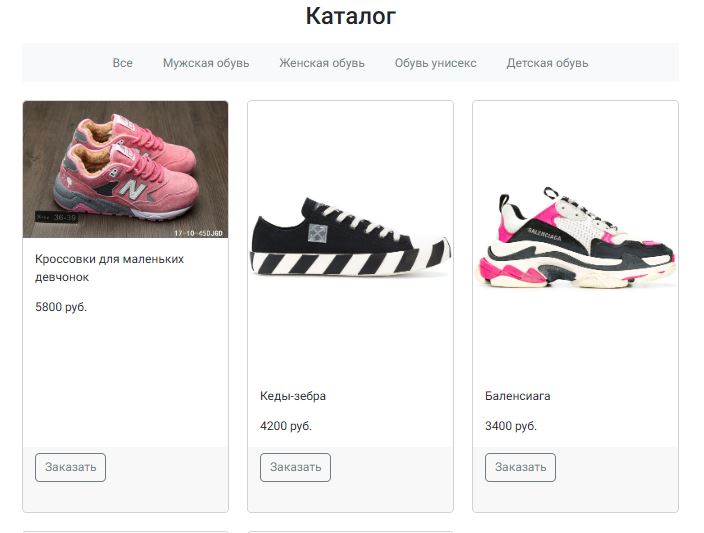 Каталог
Все Мужская обувь Женская обувь Обувь унисекс Детская обувь
N
Size 36-39
17-10-45DJGD
BALENCIAGA
Кроссовки для маленьких
девчонок
5800 руб.
Кеды-зебра
4200 руб.
Баленсиага
3400 руб.
Заказать Заказать Заказать